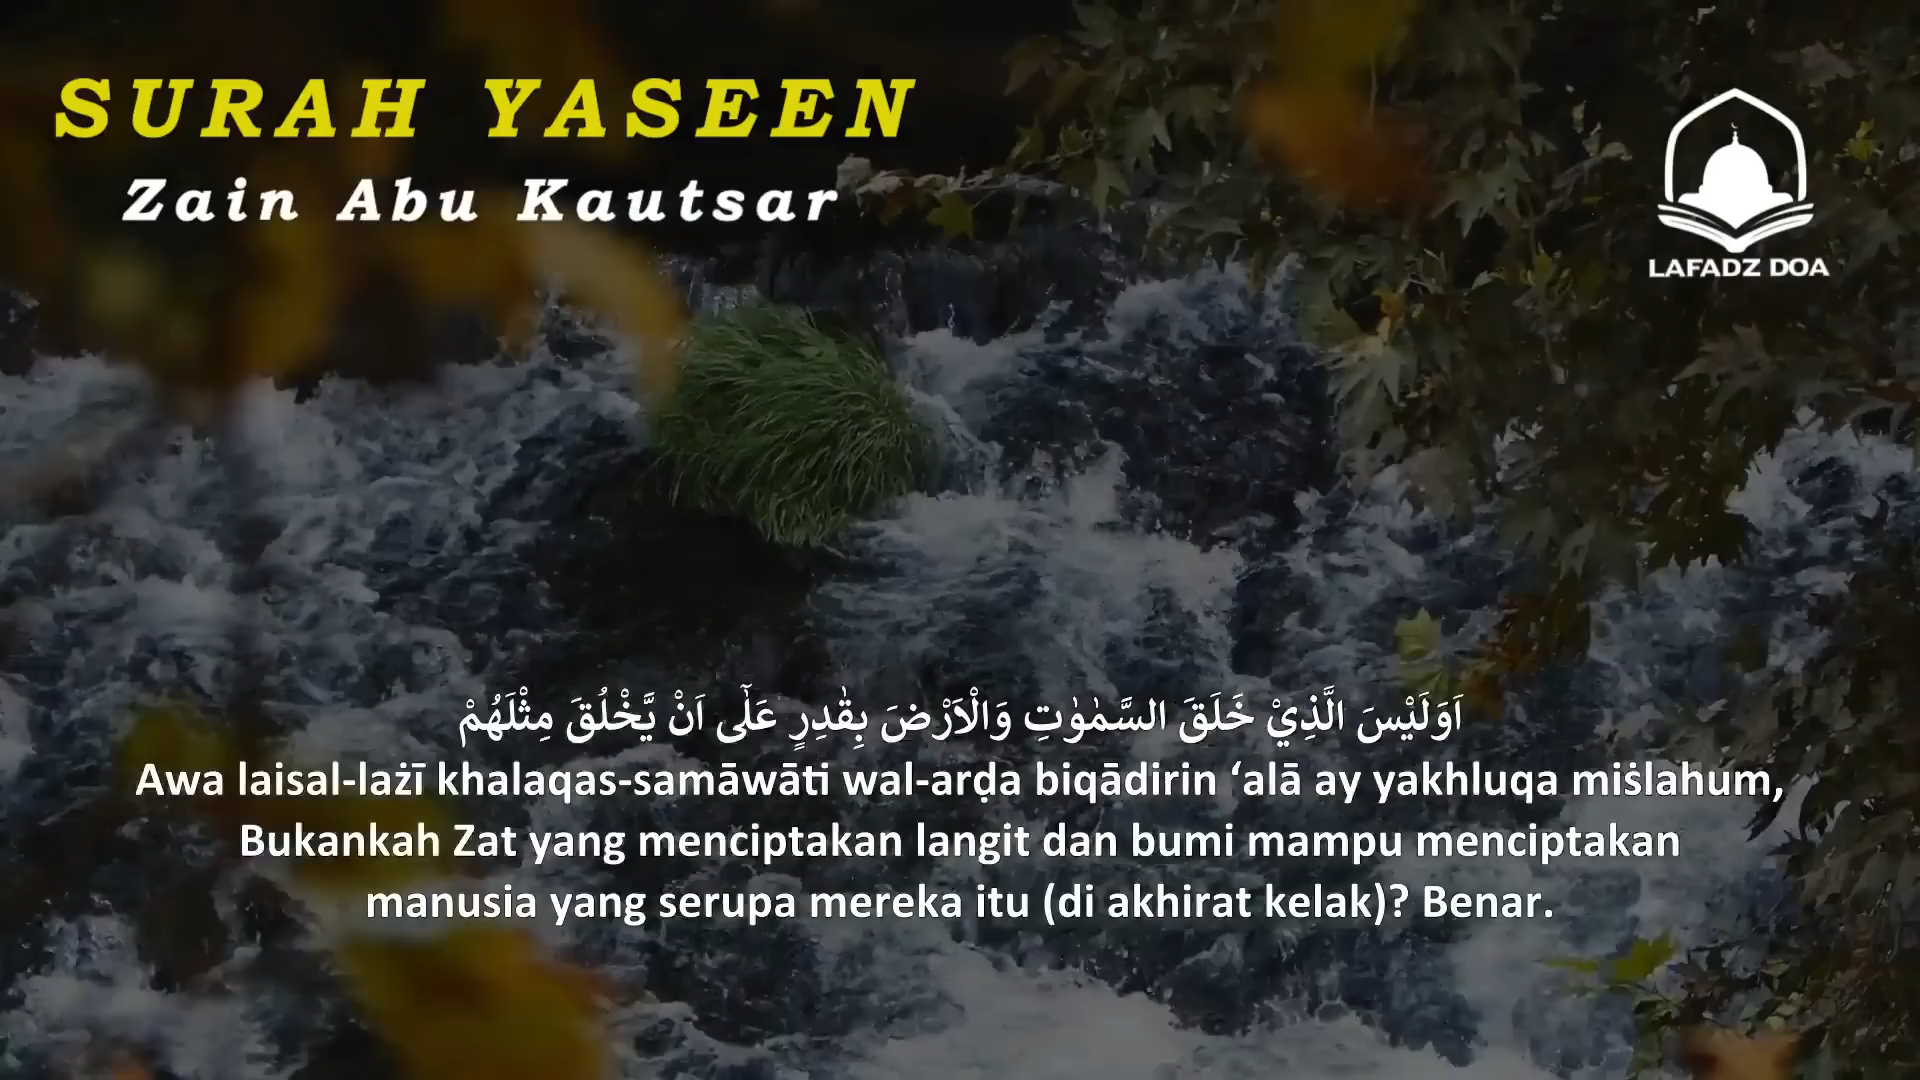 SURAH YASEEN
Zain Abu Kautsar
LAFADZ DOA
اَوَلَيْسَ الَّذِيْ خَلَقَ السَّمٰوٰتِ وَالْاَرْضَ بِقٰدِرٍ عَلٰٓى اَنْ يَّخْلُقَ مِثْلَهُمْ
Awa laisal-lażī khalaqas-samāwāti wal-arḍa biqādirin ‘alā ay yakhluqa miṡlahum,
Bukankah Zat yang menciptakan langit dan bumi mampu menciptakan
manusia yang serupa mereka itu (di akhirat kelak)? Benar.